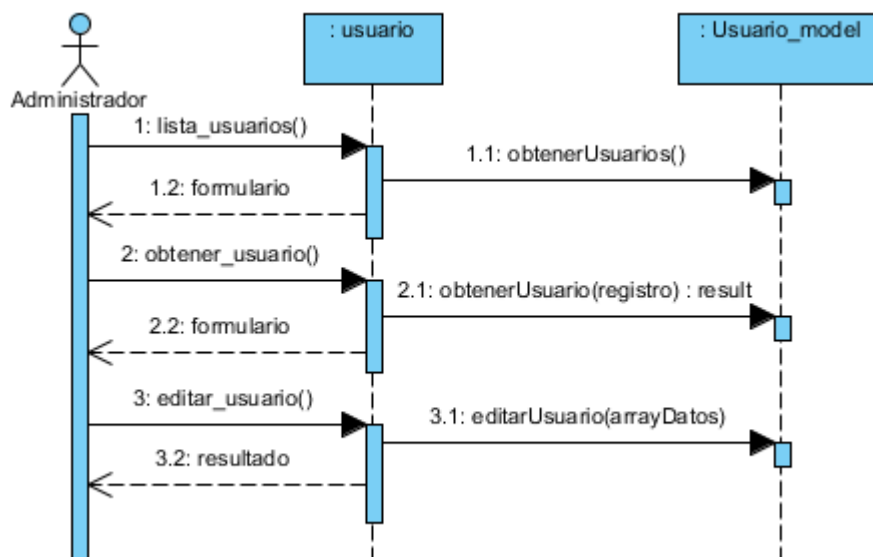 : usuario
: Usuario_model
Administrador
1: lista_usuarios()
1.1: obtenerUsuarios()
1.2: formulario
2: obtener_usuario()
2.1: obtenerUsuario(registro) : result
2.2: formulario
3: editar_usuario()
3.1: editarUsuario(arrayDatos)
3.2: resultado